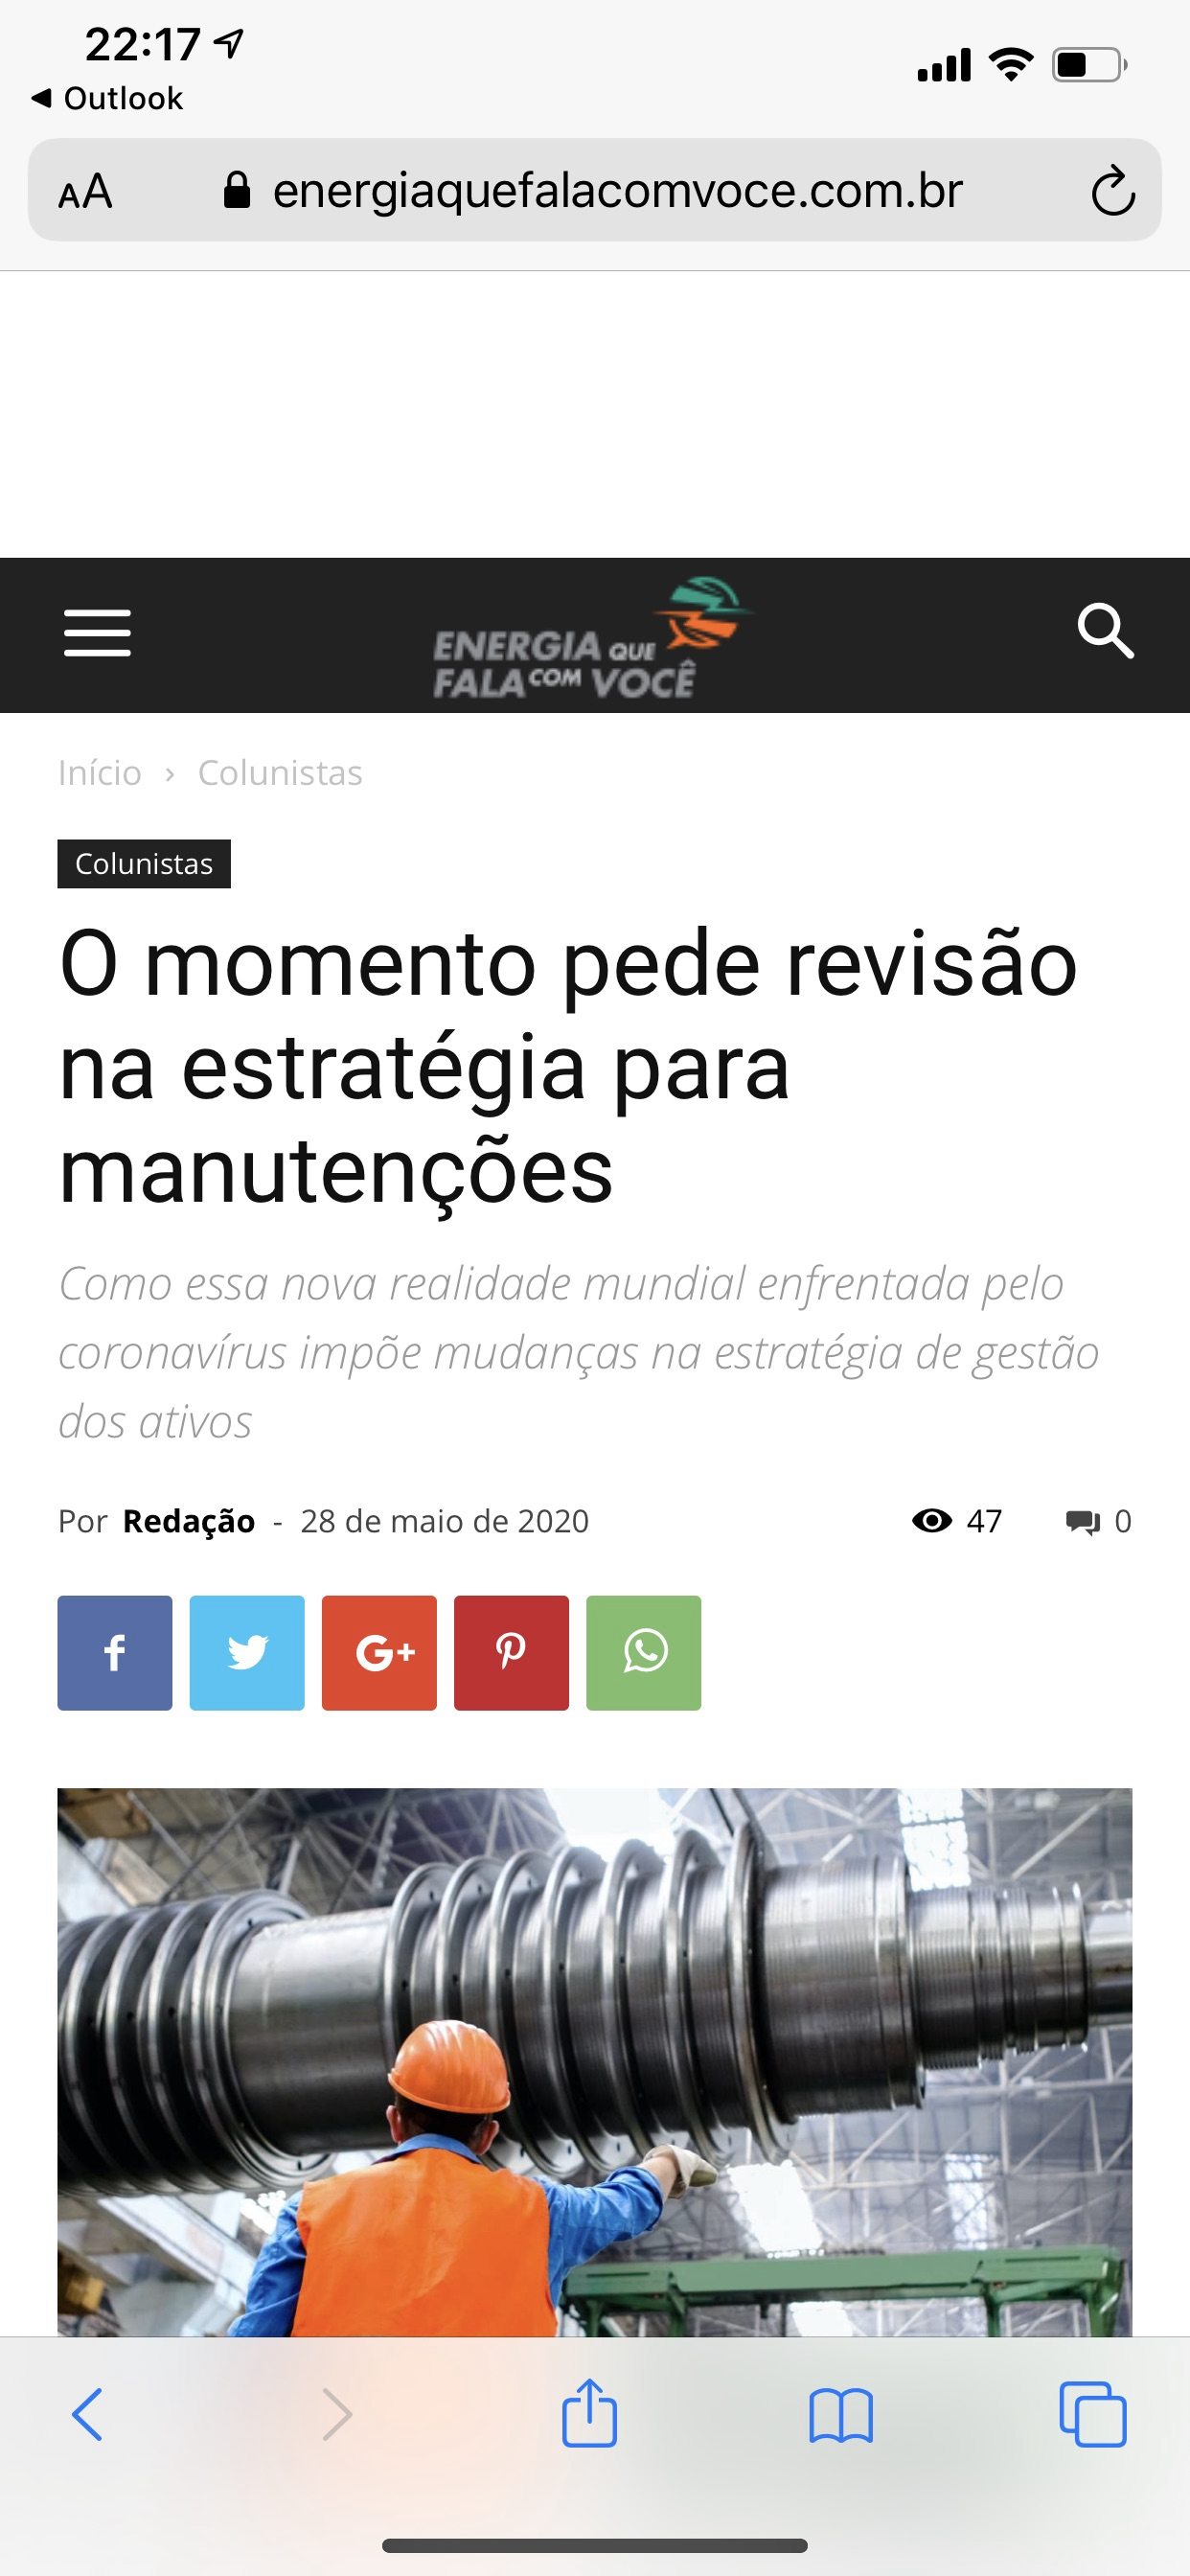 22:17
Outlook
AA energiaquefalacomvoce.com.br
ENERGIA QUE
FALA COM VOCÊ
Início › Colunistas
Colunistas
O momento pede revisão
na estratégia para
manutenções
Como essa nova realidade mundial enfrentada pelo
coronavírus impõe mudanças na estratégia de gestão
dos ativos
Por Redação - 28 de maio de 2020 47 0
f G+